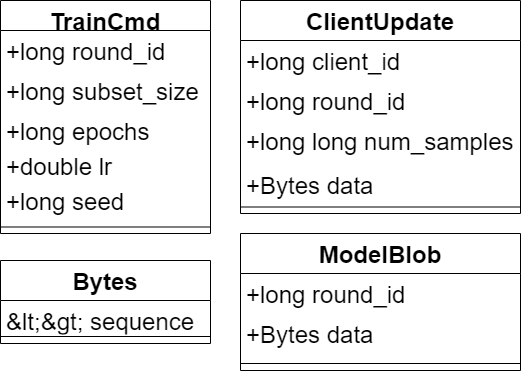 TrainCmd
+long round_id
+long subset_size
+long epochs
+double lr
+long seed
ClientUpdate
+long client_id
+long round_id
+long long num_samples
+Bytes data
Bytes
&lt;&gt; sequence
ModelBlob
+long round_id
+Bytes data